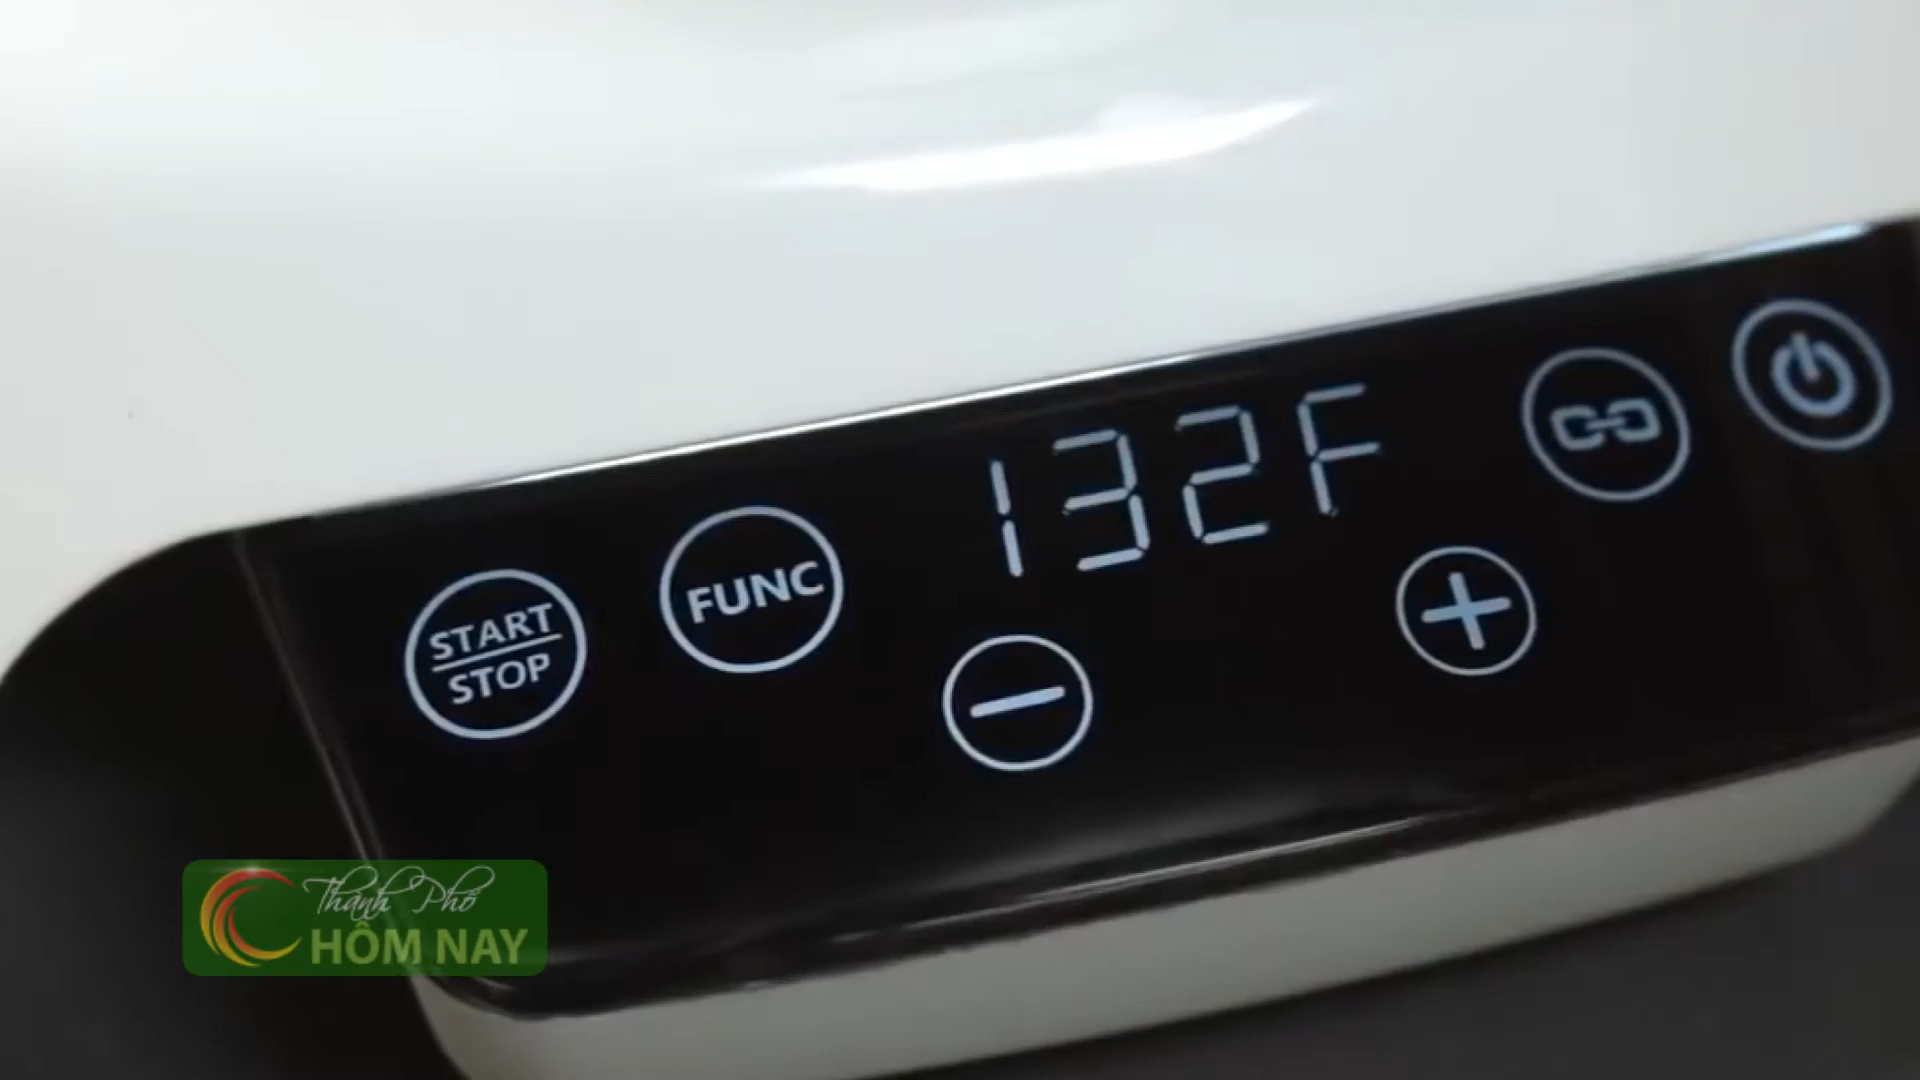 132F
START
STOP
FUNC
Thành Phố
HÔM NAY